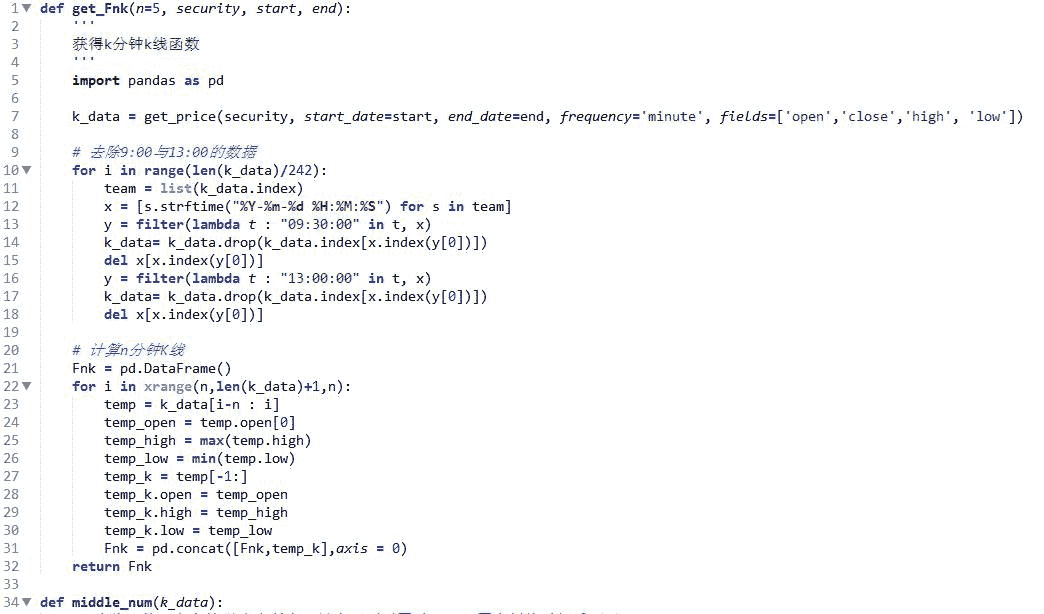 1 def get_Fnk(n=5, security, start, end):
2 '''
3 获得k分钟k线函数
4 '''
5 import pandas as pd
6
7 k_data = get_price(security, start_date=start, end_date=end, frequency='minute', fields=['open','close','high', 'low'])
8
9 # 去除9:00与13:00的数据
10 for i in range(len(k_data)/242):
11 team = list(k_data.index)
12 x = [s.strftime("%Y-%m-%d %H:%M:%S") for s in team]
13 y = filter(lambda t : "09:30:00" in t, x)
14 k_data= k_data.drop(k_data.index[x.index(y[0])])
15 del x[x.index(y[0])]
16 y = filter(lambda t : "13:00:00" in t, x)
17 k_data= k_data.drop(k_data.index[x.index(y[0])])
18 del x[x.index(y[0])]
19
20 # 计算n分钟K线
21 Fnk = pd.DataFrame()
22 for i in xrange(n,len(k_data)+1,n):
23 temp = k_data[i-n : i]
24 temp_open = temp.open[0]
25 temp_high = max(temp.high)
26 temp_low = min(temp.low)
27 temp_k = temp[-1:]
28 temp_k.open = temp_open
29 temp_k.high = temp_high
30 temp_k.low = temp_low
31 Fnk = pd.concat([Fnk,temp_k],axis = 0)
32 return Fnk
33
34 def middle_num(k_data):